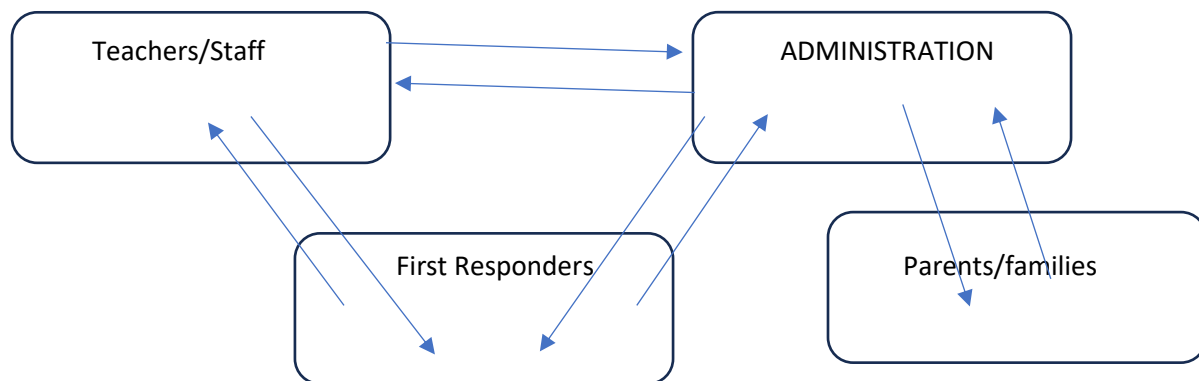 Teachers/Staff
ADMINISTRATION
First Responders
Parents/families